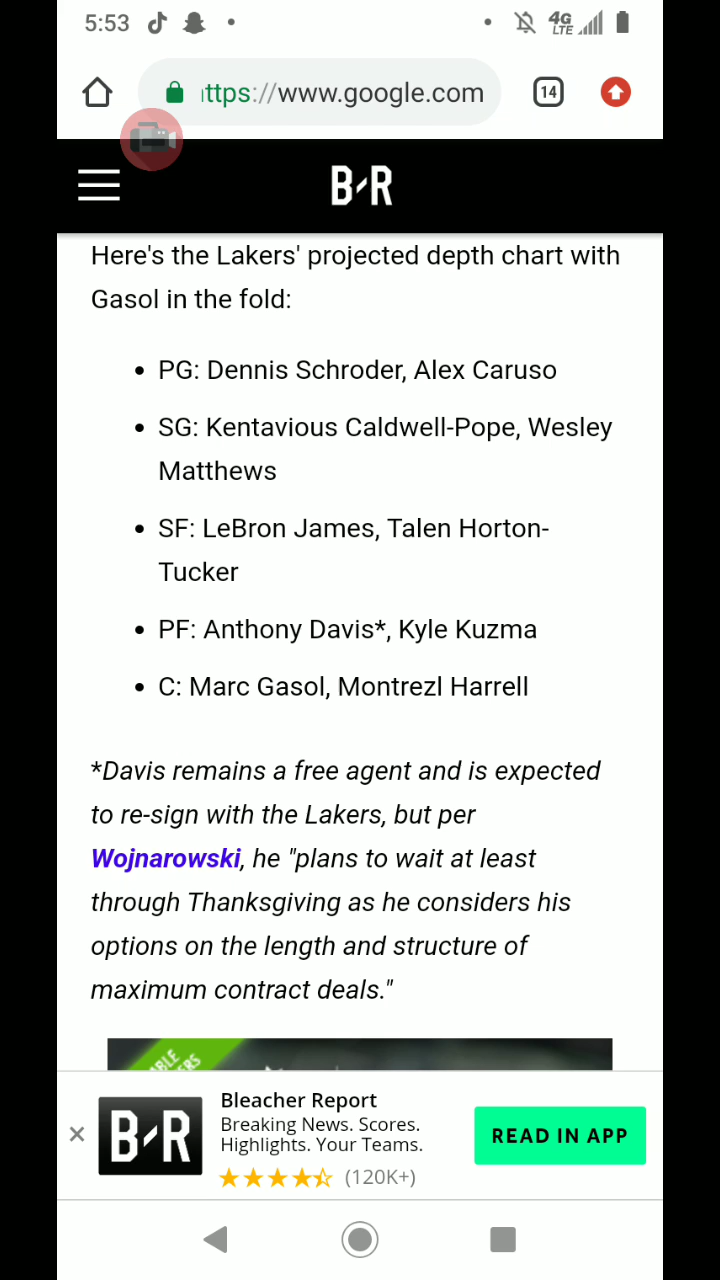 5:53
4G
LTE
ttps://www.google.com
14
B R
Here's the Lakers' projected depth chart with
Gasol in the fold:
• PG: Dennis Schroder, Alex Caruso
• SG: Kentavious Caldwell-Pope, Wesley
Matthews
• SF: LeBron James, Talen Horton-
Tucker
• PF: Anthony Davis*, Kyle Kuzma
• C: Marc Gasol, Montrezl Harrell
*Davis remains a free agent and is expected
to re-sign with the Lakers, but per
Wojnarowski, he "plans to wait at least
through Thanksgiving as he considers his
options on the length and structure of
maximum contract deals."
B R
Bleacher Report
Breaking News. Scores.
Highlights. Your Teams.
(120K+)
READ IN APP